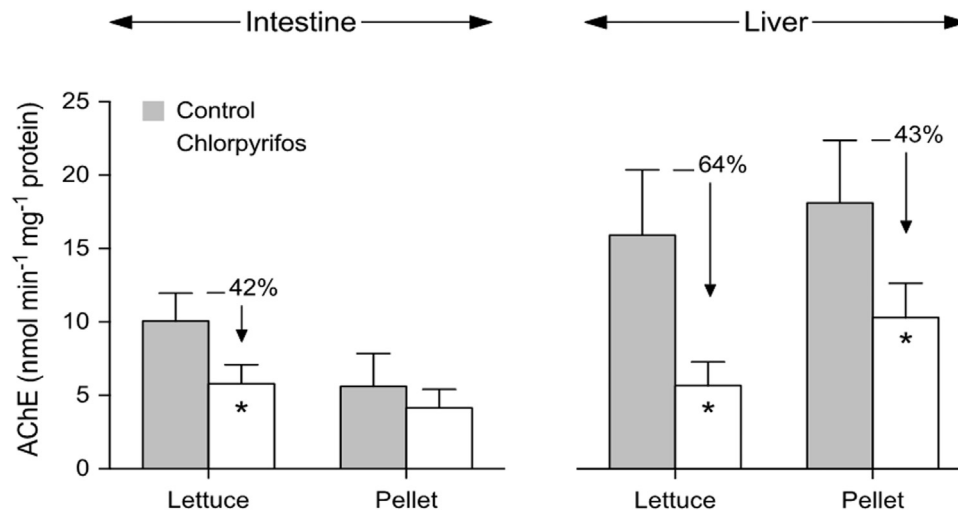 Intestine
Liver
AChE (nmol min⁻¹ mg⁻¹ protein)
25
20
15
10
5
0
Control
Chlorpyrifos
42%
*
64%
*
43%
*
Lettuce
Pellet
Lettuce
Pellet